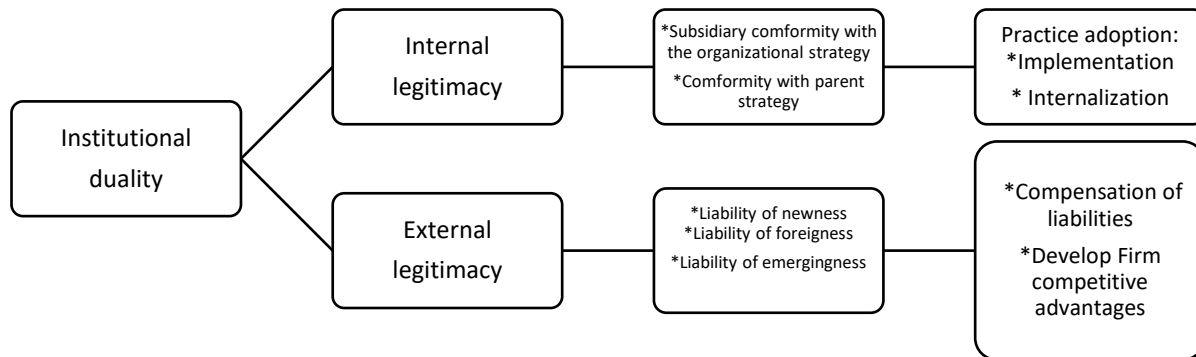 Institutional
duality
Internal
legitimacy
*Subsidiary comformity with
the organizational strategy
*Comformity with parent
strategy
Practice adoption:
*Implementation
* Internalization
External
legitimacy
*Liability of newness
*Liability of foreigness
*Liability of emergingness
*Compensation of
liabilities
*Develop Firm
competitive
advantages